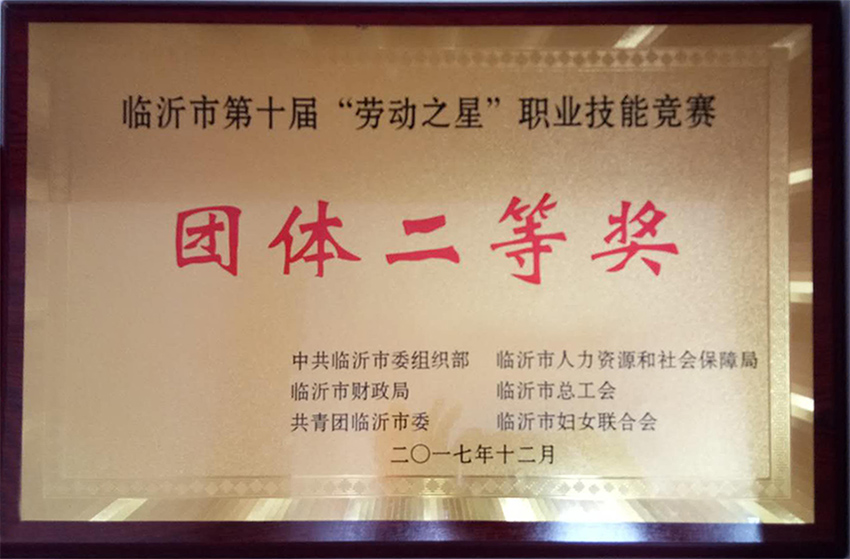 临沂市第十届“劳动之星”职业技能竞赛
团体二等奖
中共临沂市委组织部 临沂市人力资源和社会保障局
临沂市财政局 临沂市总工会
共青团临沂市委 临沂市妇女联合会
二〇一七年十二月